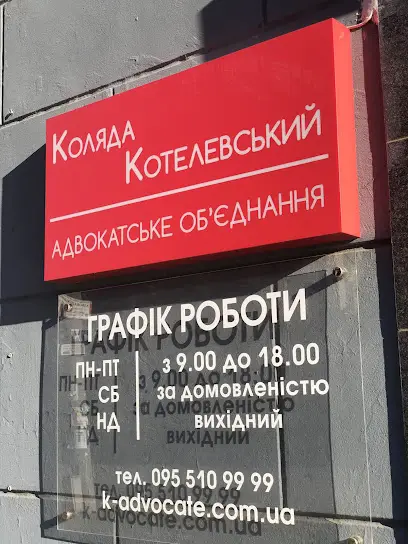 Коляда
Котелевський
адвокатське об'єднання
ГРАФІК РОБОТИ
ПН-ПТ з 9.00 до 18.00
СБ за домовленістю
НД вихідний
тел. 095 510 99 99
k-advocate.com.ua